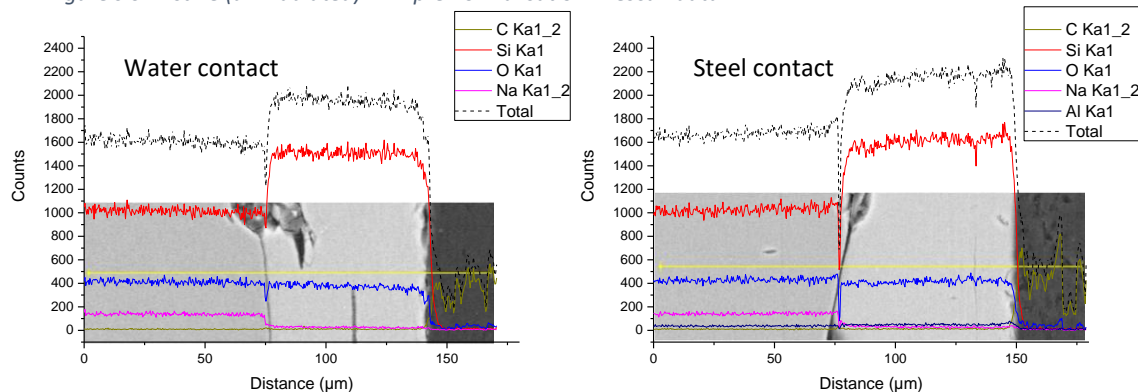 Water contact
C Ka1_2
Si Ka1
O Ka1
Na Ka1_2
Total
2400
2200
2000
1800
1600
1400
1200
1000
800
600
400
200
0
Counts
0
50
100
150
Distance (µm)
Steel contact
C Ka1_2
Si Ka1
O Ka1
Na Ka1_2
Al Ka1
Total
2400
2200
2000
1800
1600
1400
1200
1000
800
600
400
200
0
Counts
0
50
100
150
Distance (µm)